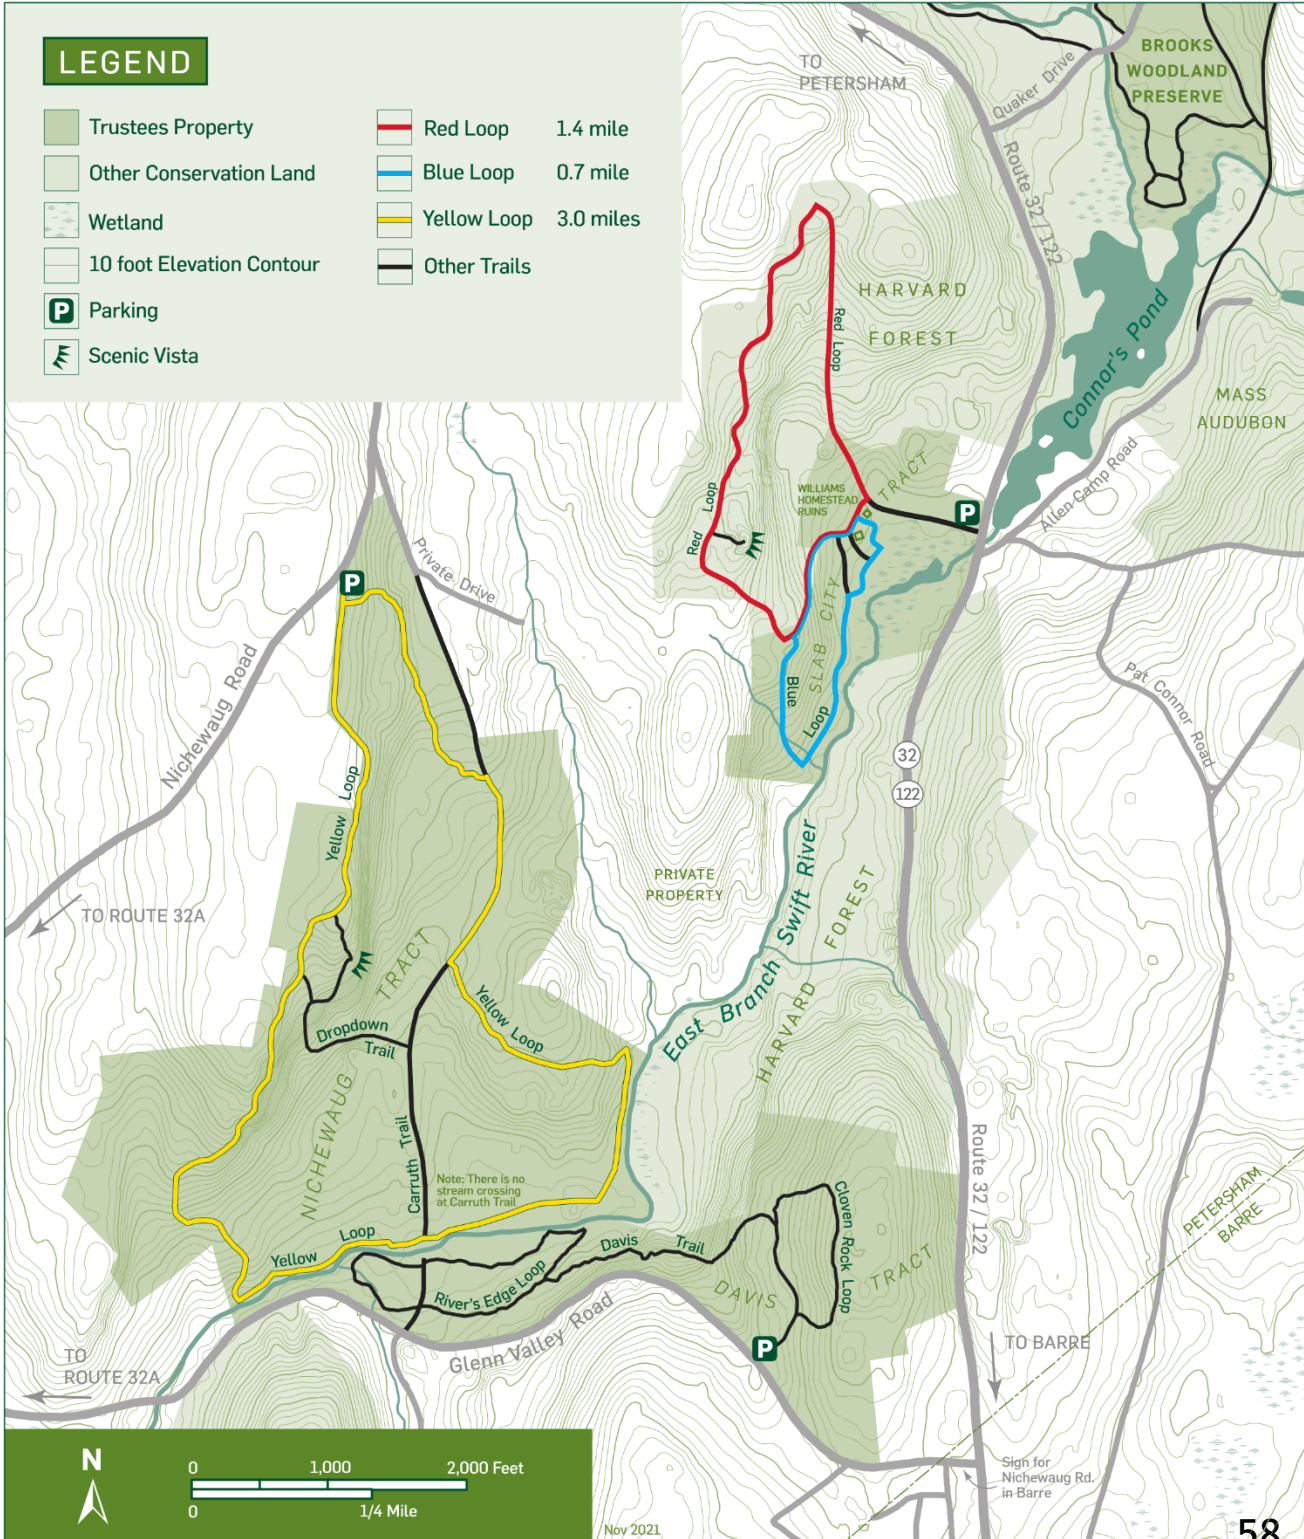 LEGEND
Trustees Property
Other Conservation Land
Wetland
10 foot Elevation Contour
P Parking
Scenic Vista
Red Loop 1.4 mile
Blue Loop 0.7 mile
Yellow Loop 3.0 miles
Other Trails
TO
PETERSHAM
Quaker Drive
BROOKS
WOODLAND
PRESERVE
Route 32 / 122
HARVARD
FOREST
Red Loop
Connor's Pond
MASS
AUDUBON
Allen Camp Road
WILLIAMS
HOMESTEAD
RUINS
SLAB CITY TRACT
P
Red Loop
Blue Loop
Private Drive
P
Nichewaug Road
Pat Connor Road
32
122
Yellow Loop
PRIVATE
PROPERTY
East Branch Swift River
HARVARD FOREST
TO ROUTE 32A
NICHEWAUG TRACT
Yellow Loop
Dropdown
Trail
Carruth Trail
Note: There is no
stream crossing
at Carruth Trail
Yellow Loop
River's Edge Loop
Davis Trail
Cloven Rock Loop
DAVIS TRACT
Route 32 / 122
PETERSHAM
BARRE
Glenn Valley Road
P
TO BARRE
TO
ROUTE 32A
Sign for
Nichewaug Rd.
in Barre
N
0 1,000 2,000 Feet
0 1/4 Mile
Nov 2021
58